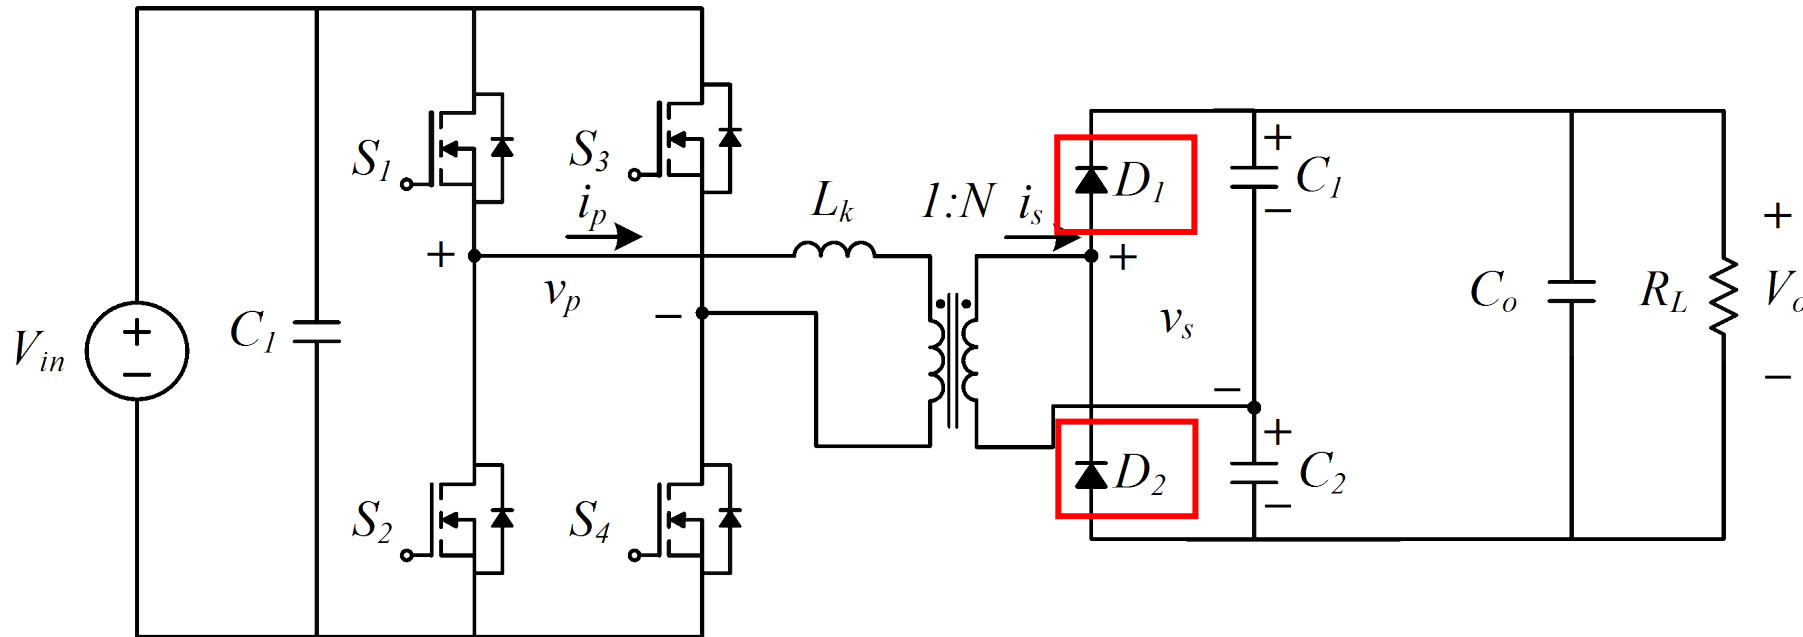 S1
S3
ip
Lk
1:N
is
D1
+
C1
−
+
+
+
vp
−
Vin
+
−
C1
vs
−
Co
RL
Vo
−
S2
S4
D2
+
C2
−